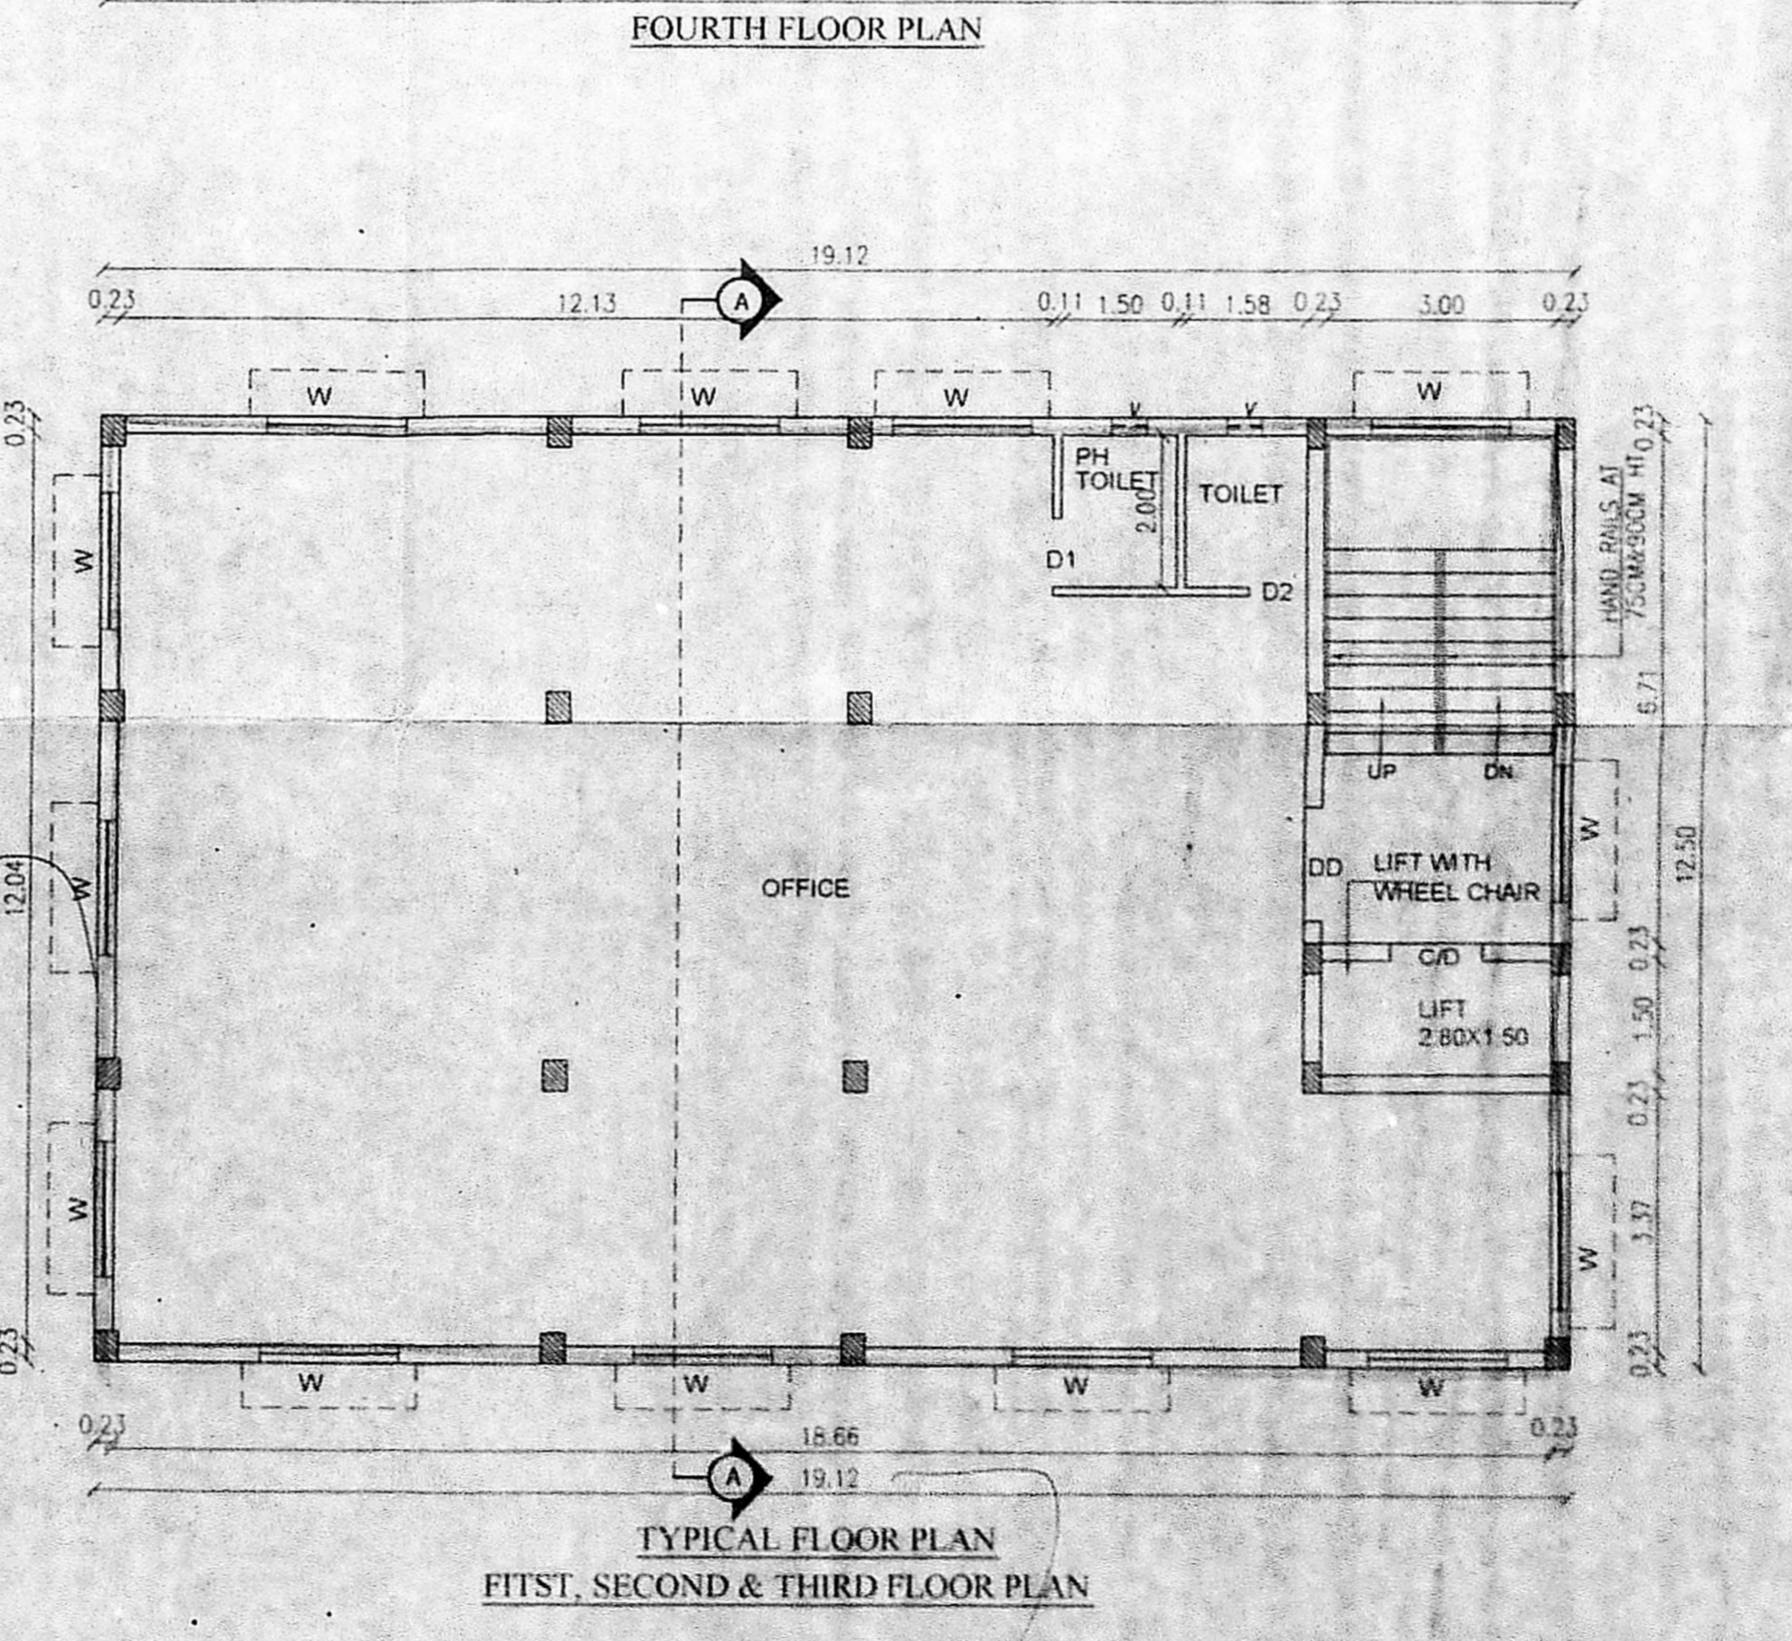 FOURTH FLOOR PLAN
19.12
0.23 12.13 A 0.11 1.50 0.11 1.58 0.23 3.00 0.23
W W W W
V V
0.23
0.23
PH
TOILET
2.00
TOILET
HAND RAILS AT
75CM&90CM HT
W
D1
D2
6.71
UP DN
W
W
12.04
12.50
OFFICE
DD
LIFT WITH
WHEEL CHAIR
C/D
0.23
LIFT
2.80X1.50
1.50
0.23
W
3.37
W
0.23
0.23
W W W W
0.23 18.66 0.23
A 19.12
TYPICAL FLOOR PLAN
FITST, SECOND & THIRD FLOOR PLAN